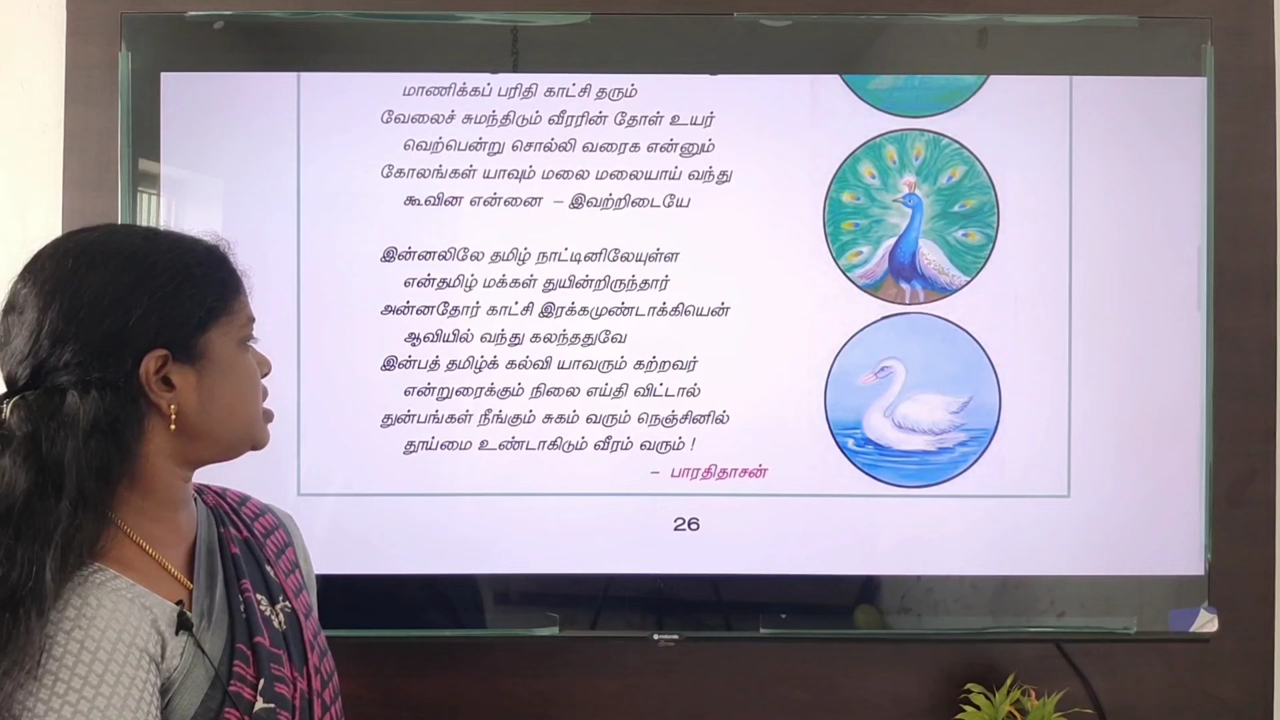 மாணிக்கப் பரிதி காட்சி தரும்
வேலைச் சுமந்திடும் வீரரின் தோள் உயர்
வெற்பென்று சொல்லி வரைக என்னும்
கோலங்கள் யாவும் மலை மலையாய் வந்து
கூவின என்னை – இவற்றிடையே
இன்னலிலே தமிழ் நாட்டினிலேயுள்ள
என்தமிழ் மக்கள் துயின்றிருந்தார்
அன்னதோர் காட்சி இரக்கமுண்டாக்கியென்
ஆவியில் வந்து கலந்ததுவே
இன்பத் தமிழ்க் கல்வி யாவரும் கற்றவர்
என்றுரைக்கும் நிலை எய்தி விட்டால்
துன்பங்கள் நீங்கும் சுகம் வரும் நெஞ்சினில்
தூய்மை உண்டாகிடும் வீரம் வரும் !
– பாரதிதாசன்
26
motorola